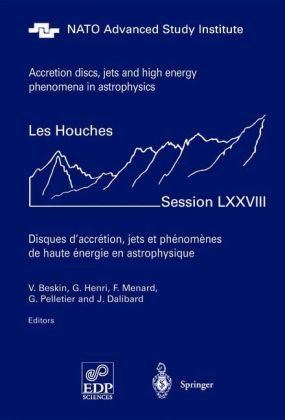 NATO Advanced Study Institute
Accretion discs, jets and high energy
phenomena in astrophysics
Les Houches
Session LXXVIII
Disques d'accrétion, jets et phénomènes
de haute énergie en astrophysique
V. Beskin, G. Henri, F. Menard,
G. Pelletier and J. Dalibard
Editors
EDP
SCIENCES
Springer